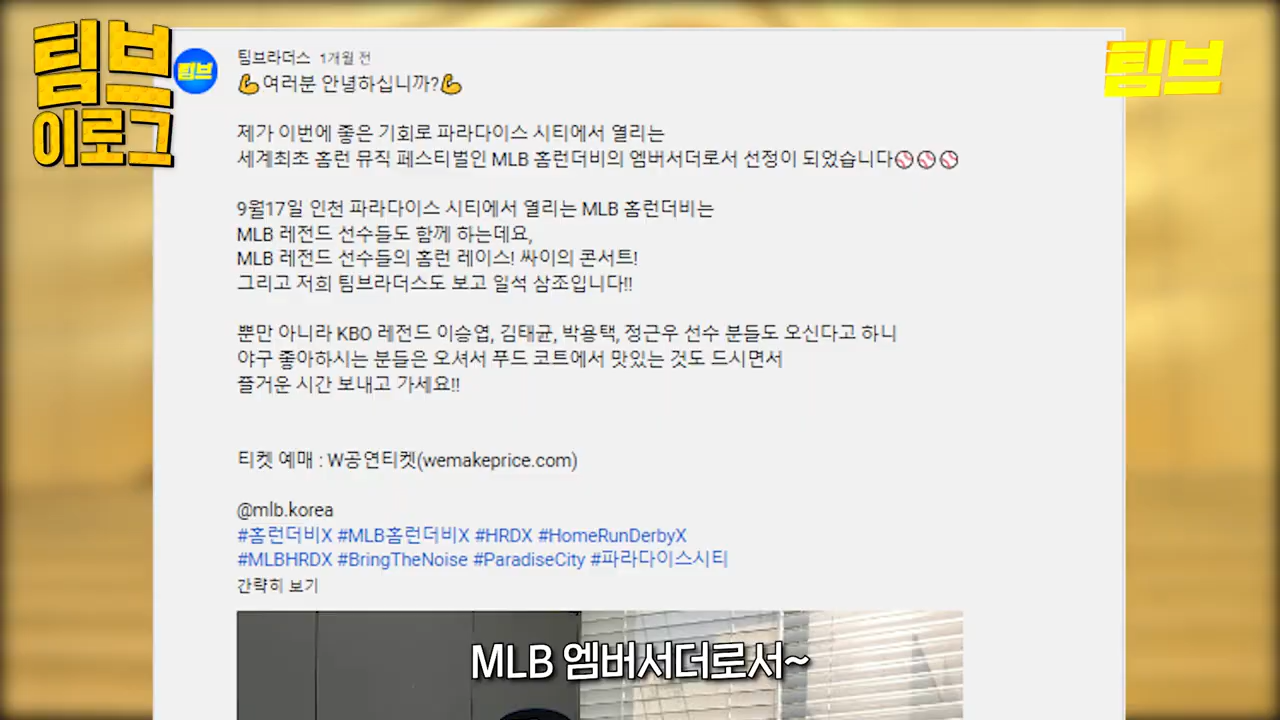 팀브
이로그
팀브
팀브
팀브라더스 1개월 전
💪여러분 안녕하십니까?💪
제가 이번에 좋은 기회로 파라다이스 시티에서 열리는
세계최초 홈런 뮤직 페스티벌인 MLB 홈런더비의 엠버서더로서 선정이 되었습니다⚾⚾⚾
9월17일 인천 파라다이스 시티에서 열리는 MLB 홈런더비는
MLB 레전드 선수들도 함께 하는데요,
MLB 레전드 선수들의 홈런 레이스! 싸이의 콘서트!
그리고 저희 팀브라더스도 보고 일석 삼조입니다!!
뿐만 아니라 KBO 레전드 이승엽, 김태균, 박용택, 정근우 선수 분들도 오신다고 하니
야구 좋아하시는 분들은 오셔서 푸드 코트에서 맛있는 것도 드시면서
즐거운 시간 보내고 가세요!!
티켓 예매 : W공연티켓(wemakeprice.com)
@mlb.korea
#홈런더비X #MLB홈런더비X #HRDX #HomeRunDerbyX
#MLBHRDX #BringTheNoise #ParadiseCity #파라다이스시티
간략히 보기
MLB 엠버서더로서~